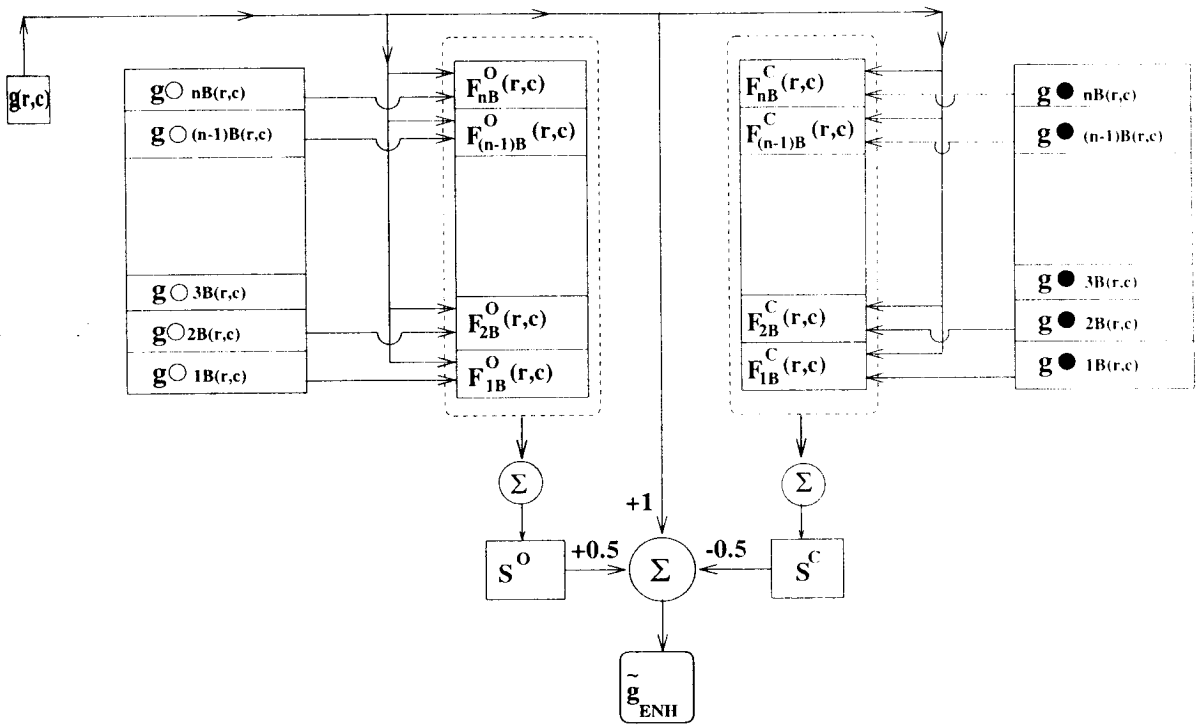 g(r,c)
g○ nB(r,c)
g○ (n-1)B(r,c)
g○ 3B(r,c)
g○ 2B(r,c)
g○ 1B(r,c)
F^O_nB (r,c)
F^O_(n-1)B (r,c)
F^O_2B (r,c)
F^O_1B (r,c)
F^C_nB (r,c)
F^C_(n-1)B (r,c)
F^C_2B (r,c)
F^C_1B (r,c)
g● nB(r,c)
g● (n-1)B(r,c)
g● 3B(r,c)
g● 2B(r,c)
g● 1B(r,c)
Σ
Σ
+1
S^O
+0.5
Σ
-0.5
S^C
g̃_ENH